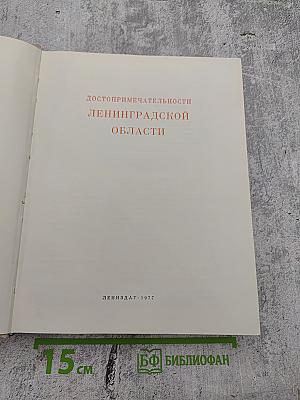 ДОСТОПРИМЕЧАТЕЛЬНОСТИ
ЛЕНИНГРАДСКОЙ
ОБЛАСТИ
ЛЕНИЗДАТ · 1977
15 см
БФ БИБЛИОФАН